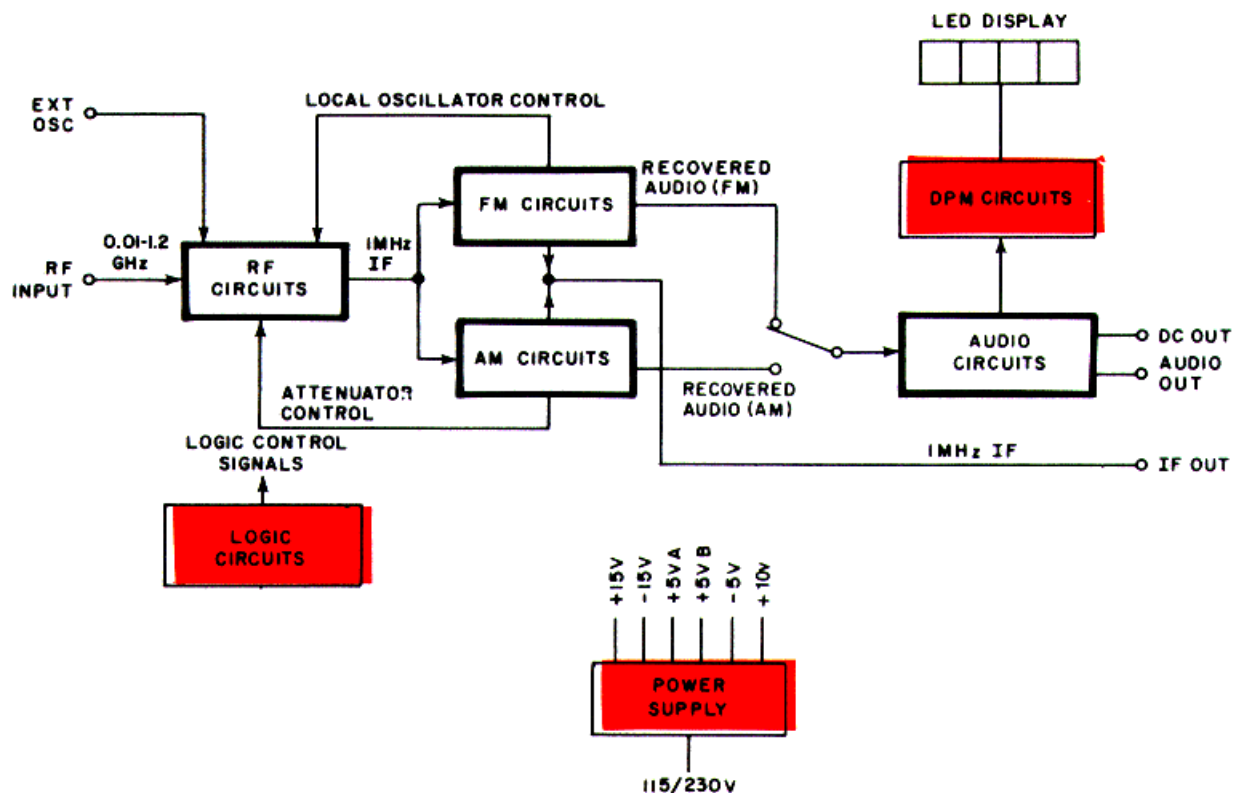 LED DISPLAY
EXT
OSC
LOCAL OSCILLATOR CONTROL
RECOVERED
AUDIO (FM)
DPM CIRCUITS
FM CIRCUITS
0.01-1.2
GHz
1MHz
IF
RF
INPUT
RF
CIRCUITS
AM CIRCUITS
AUDIO
CIRCUITS
DC OUT
AUDIO
OUT
ATTENUATOR
CONTROL
RECOVERED
AUDIO (AM)
LOGIC CONTROL
SIGNALS
1MHz IF
IF OUT
LOGIC
CIRCUITS
+15V
-15V
+5V A
+5V B
-5V
+10v
POWER
SUPPLY
115/230V